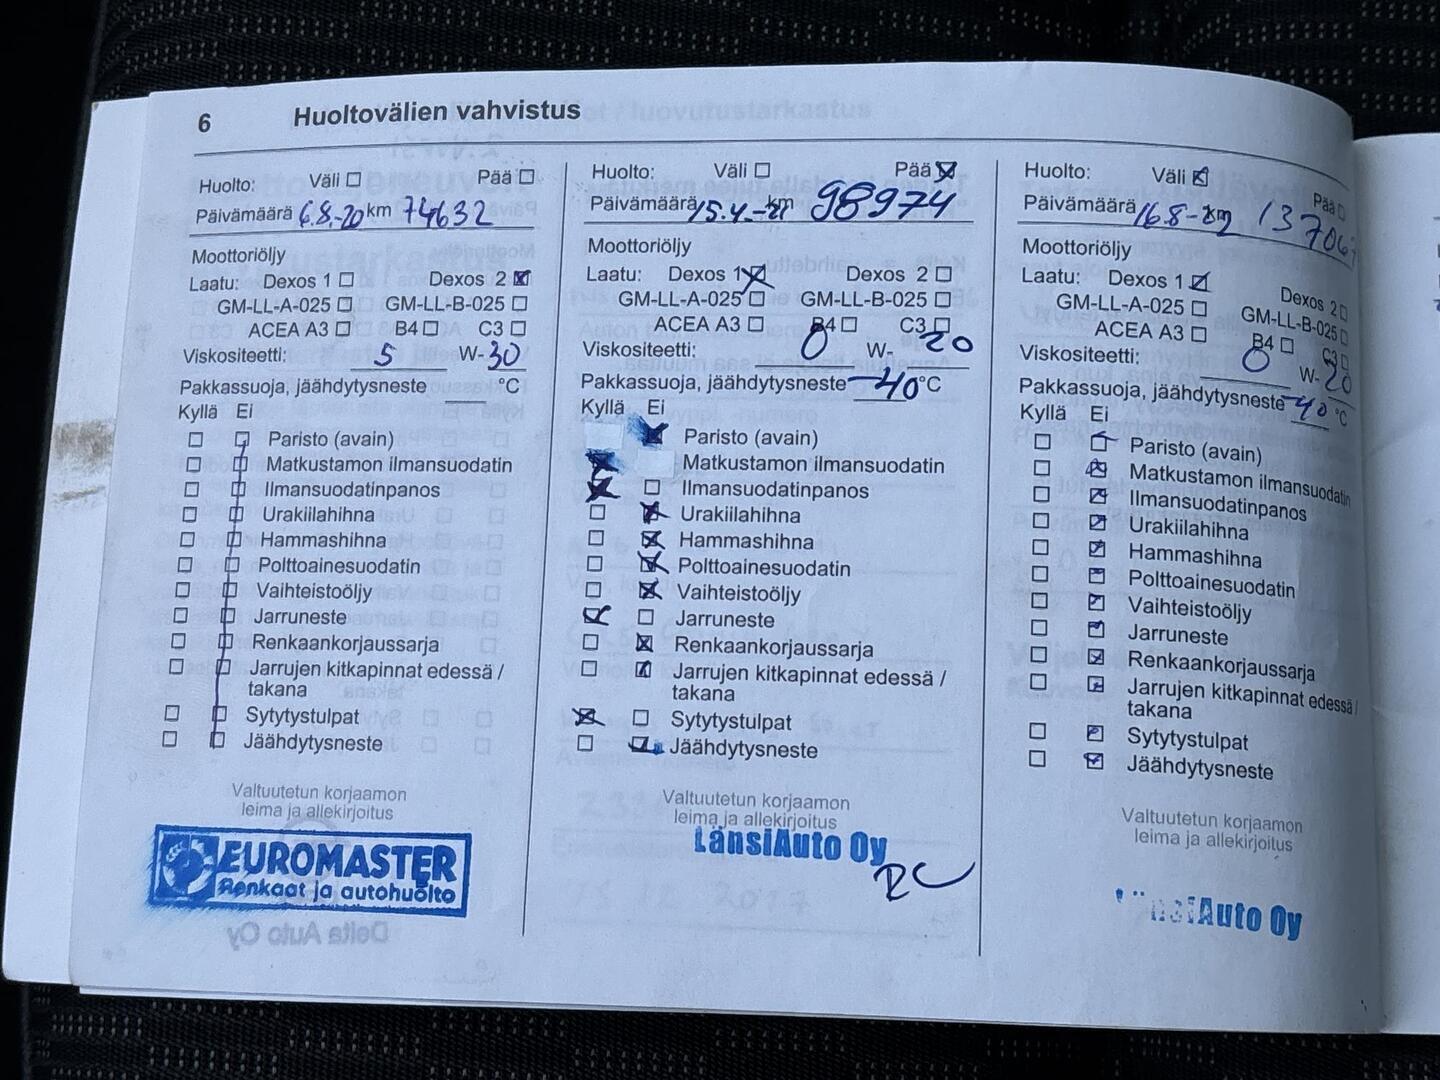 6 Huoltovälien vahvistus
Huolto: Väli ☐ Pää ☐
Päivämäärä 6.8.-20 km 74632
Moottoriöljy
Laatu: Dexos 1 ☐ Dexos 2 ☒
GM-LL-A-025 ☐ GM-LL-B-025 ☐
ACEA A3 ☐ B4 ☐ C3 ☐
Viskositeetti: 5 W-30
Pakkassuoja, jäähdytysneste °C
Kyllä Ei
Paristo (avain)
Matkustamon ilmansuodatin
Ilmansuodatinpanos
Urakiilahihna
Hammashihna
Polttoainesuodatin
Vaihteistoöljy
Jarruneste
Renkaankorjaussarja
Jarrujen kitkapinnat edessä /
takana
Sytytystulpat
Jäähdytysneste
Valtuutetun korjaamon
leima ja allekirjoitus
EUROMASTER
Renkaat ja autohuolto
Huolto: Väli ☐ Pää ☒
Päivämäärä 15.4.-21 km 98974
Moottoriöljy
Laatu: Dexos 1 ☒ Dexos 2 ☐
GM-LL-A-025 ☐ GM-LL-B-025 ☐
ACEA A3 ☐ B4 ☐ C3 ☐
Viskositeetti: 0 W-20
Pakkassuoja, jäähdytysneste -40 °C
Kyllä Ei
Paristo (avain)
Matkustamon ilmansuodatin
Ilmansuodatinpanos
Urakiilahihna
Hammashihna
Polttoainesuodatin
Vaihteistoöljy
Jarruneste
Renkaankorjaussarja
Jarrujen kitkapinnat edessä /
takana
Sytytystulpat
Jäähdytysneste
Valtuutetun korjaamon
leima ja allekirjoitus
LänsiAuto Oy
Huolto: Väli ☒ Pää ☐
Päivämäärä 16.8- km
Moottoriöljy
Laatu: Dexos 1 ☒ Dexos 2 ☐
GM-LL-A-025 ☐ GM-LL-B-025 ☐
ACEA A3 ☐ B4 ☐ C3 ☐
Viskositeetti: 0 W-20
Pakkassuoja, jäähdytysneste -40 °C
Kyllä Ei
Paristo (avain)
Matkustamon ilmansuodatin
Ilmansuodatinpanos
Urakiilahihna
Hammashihna
Polttoainesuodatin
Vaihteistoöljy
Jarruneste
Renkaankorjaussarja
Jarrujen kitkapinnat edessä /
takana
Sytytystulpat
Jäähdytysneste
Valtuutetun korjaamon
leima ja allekirjoitus
LänsiAuto Oy